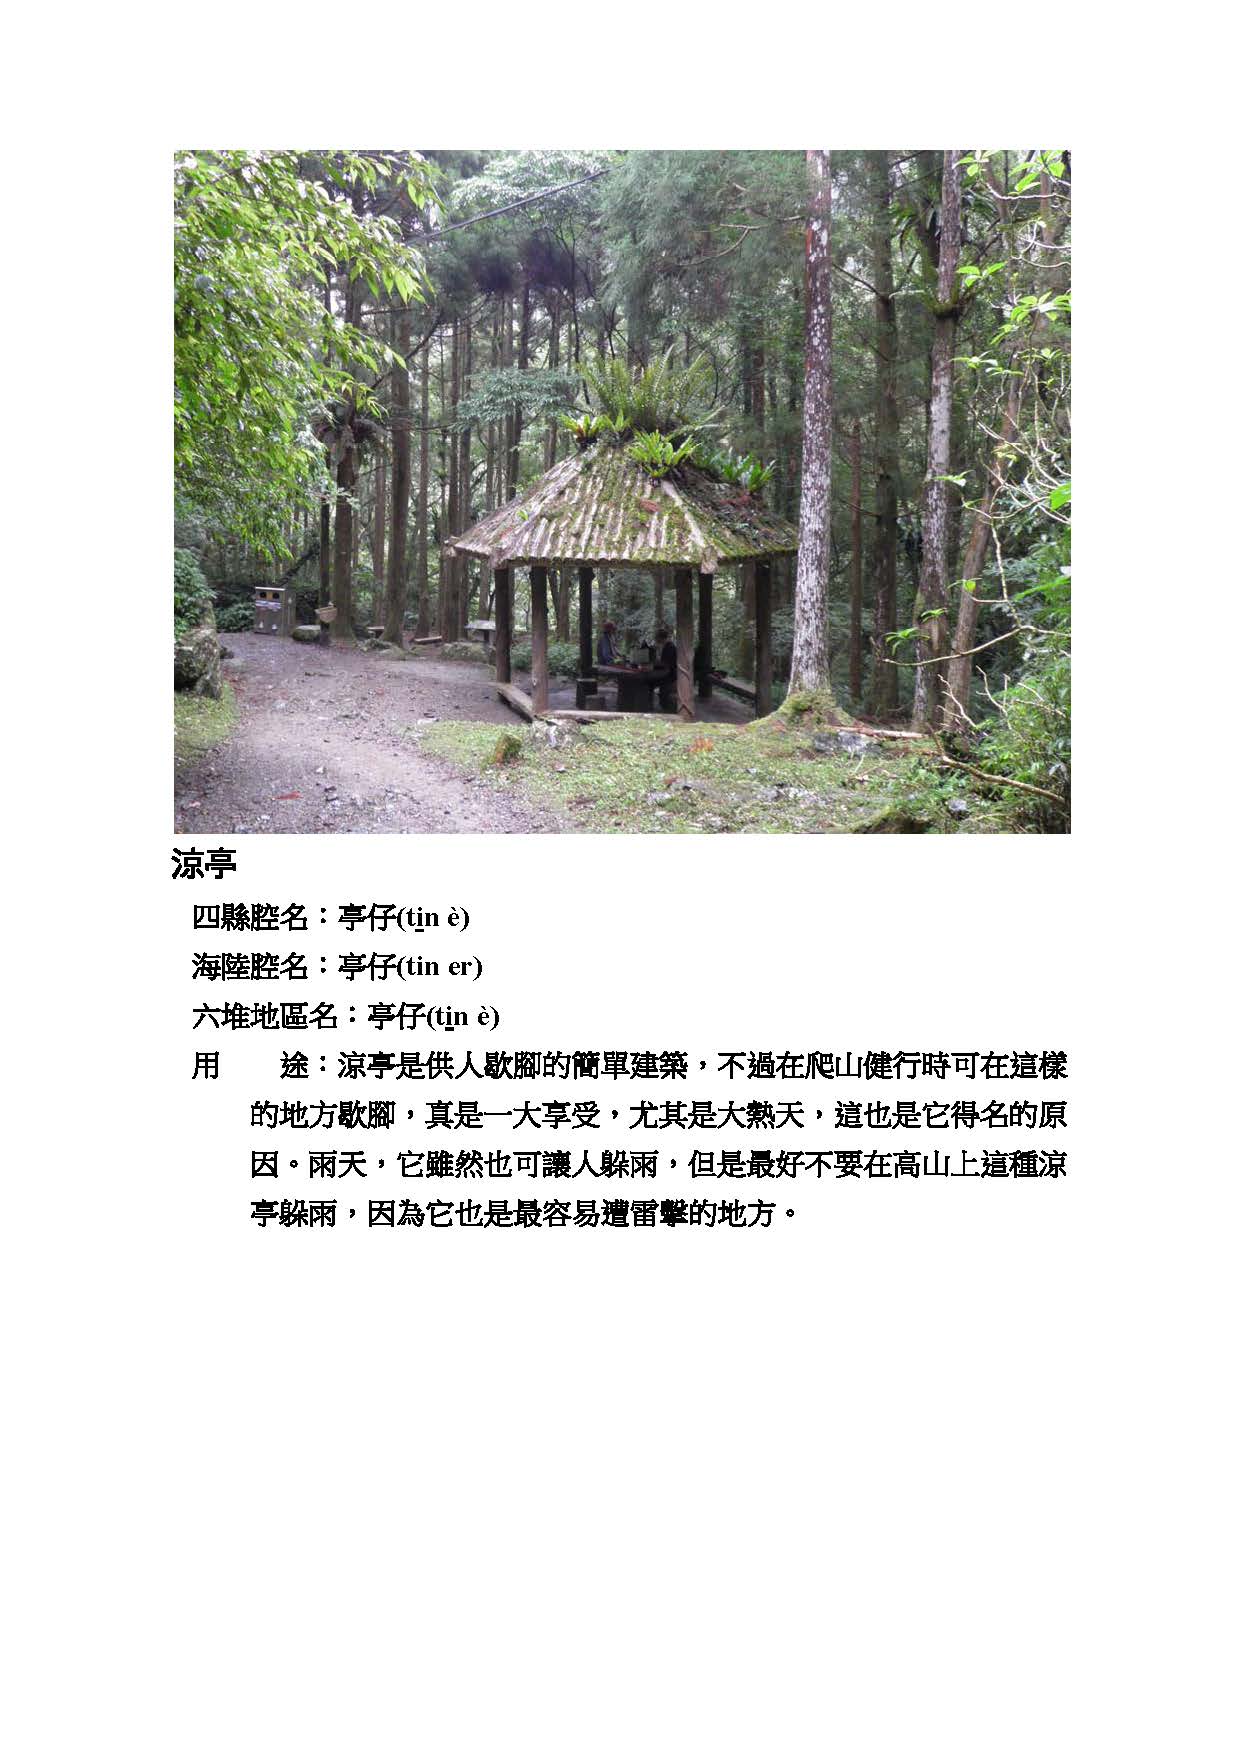 涼亭
四縣腔名：亭仔(ti̲n è)
海陸腔名：亭仔(tin er)
六堆地區名：亭仔(ti̲n è)
用　　途：涼亭是供人歇腳的簡單建築，不過在爬山健行時可在這樣
的地方歇腳，真是一大享受，尤其是大熱天，這也是它得名的原
因。雨天，它雖然也可讓人躲雨，但是最好不要在高山上這種涼
亭躲雨，因為它也是最容易遭雷擊的地方。